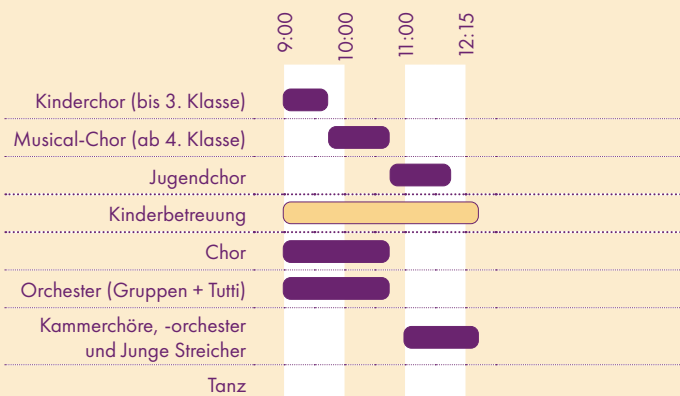 9:00
10:00
11:00
12:15
Kinderchor (bis 3. Klasse)
Musical-Chor (ab 4. Klasse)
Jugendchor
Kinderbetreuung
Chor
Orchester (Gruppen + Tutti)
Kammerchöre, -orchester
und Junge Streicher
Tanz